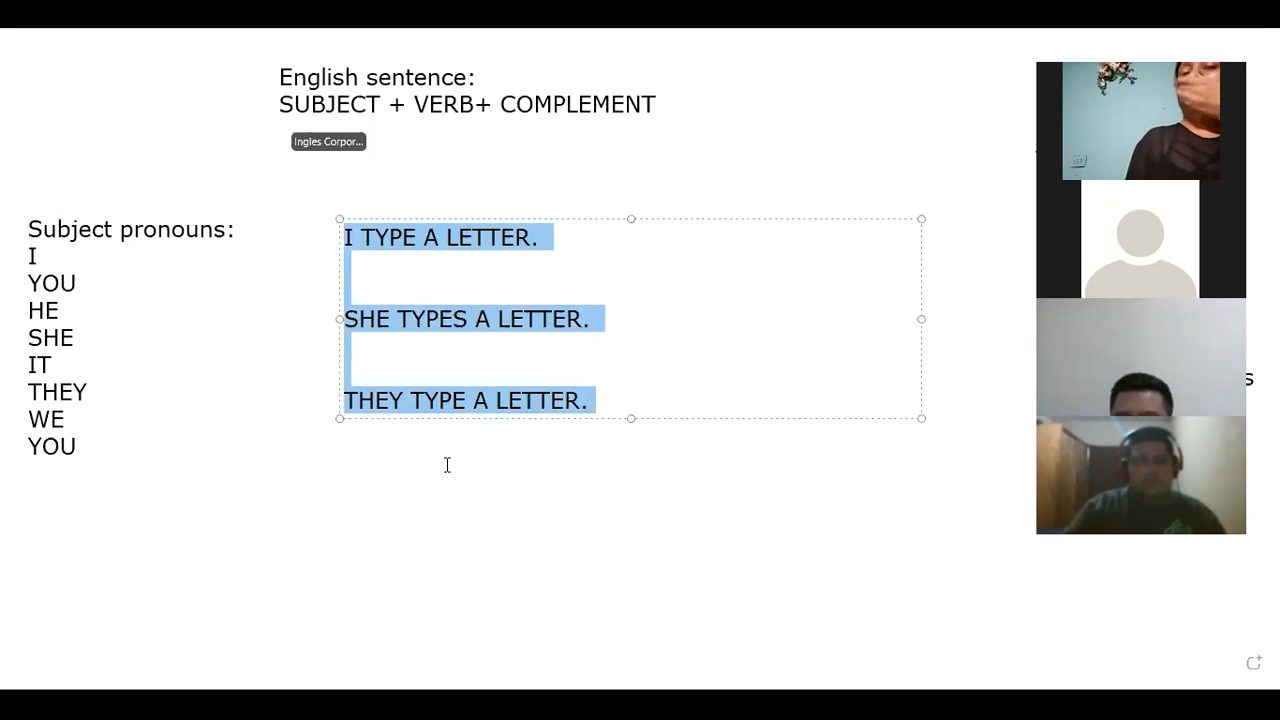 English sentence:
SUBJECT + VERB+ COMPLEMENT
Ingles Corpor...
Subject pronouns:
I
YOU
HE
SHE
IT
THEY
WE
YOU
I TYPE A LETTER.
SHE TYPES A LETTER.
THEY TYPE A LETTER.